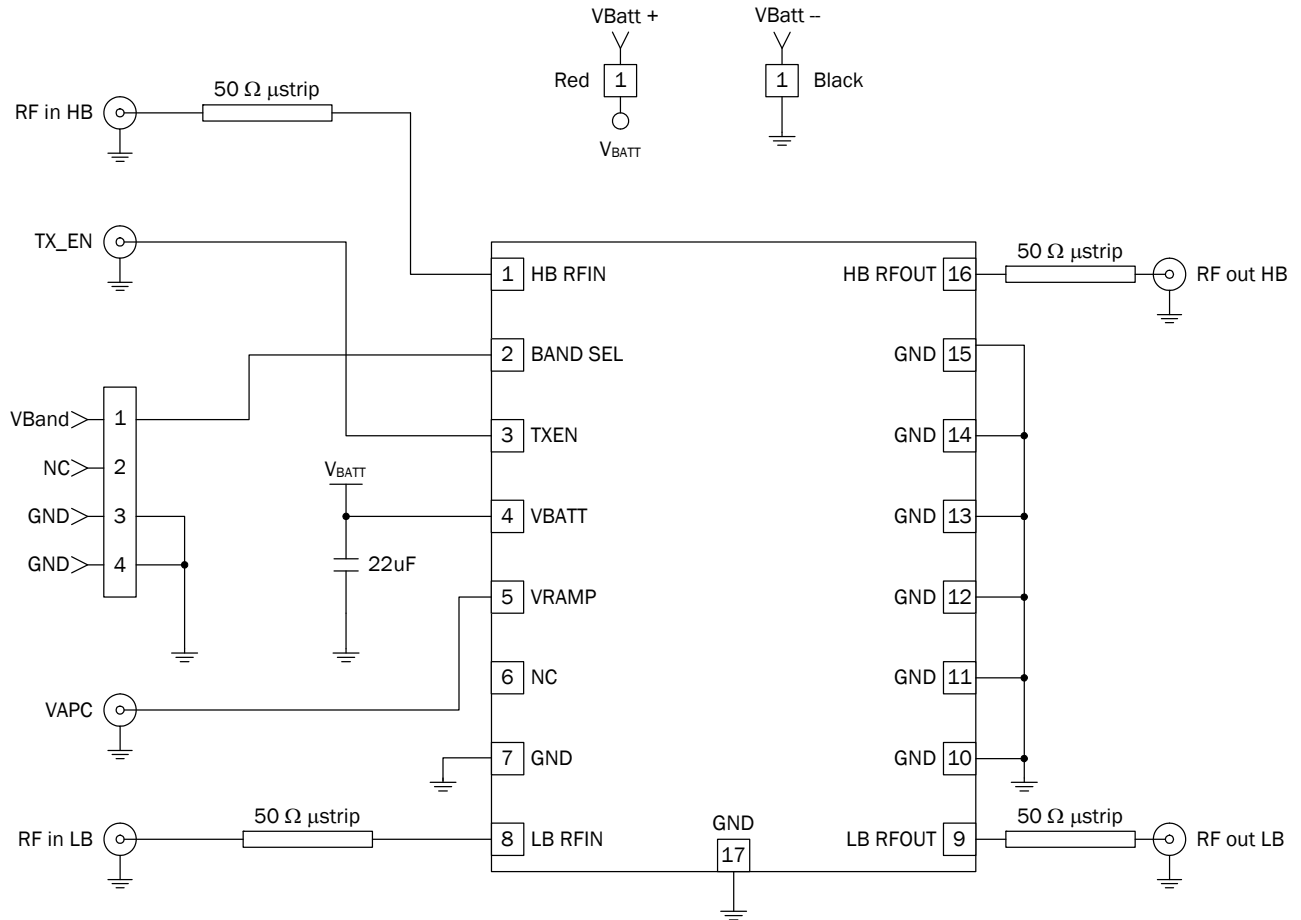 VBatt +
VBatt --
Red 1
1 Black
VBATT
50 Ω µstrip
RF in HB
TX_EN
50 Ω µstrip
1 HB RFIN
HB RFOUT 16
RF out HB
2 BAND SEL
GND 15
VBand 1
3 TXEN
GND 14
NC 2
VBATT
GND 3
4 VBATT
GND 13
GND 4
22uF
5 VRAMP
GND 12
6 NC
GND 11
VAPC
7 GND
GND 10
50 Ω µstrip
50 Ω µstrip
RF in LB
8 LB RFIN
GND
17
LB RFOUT 9
RF out LB